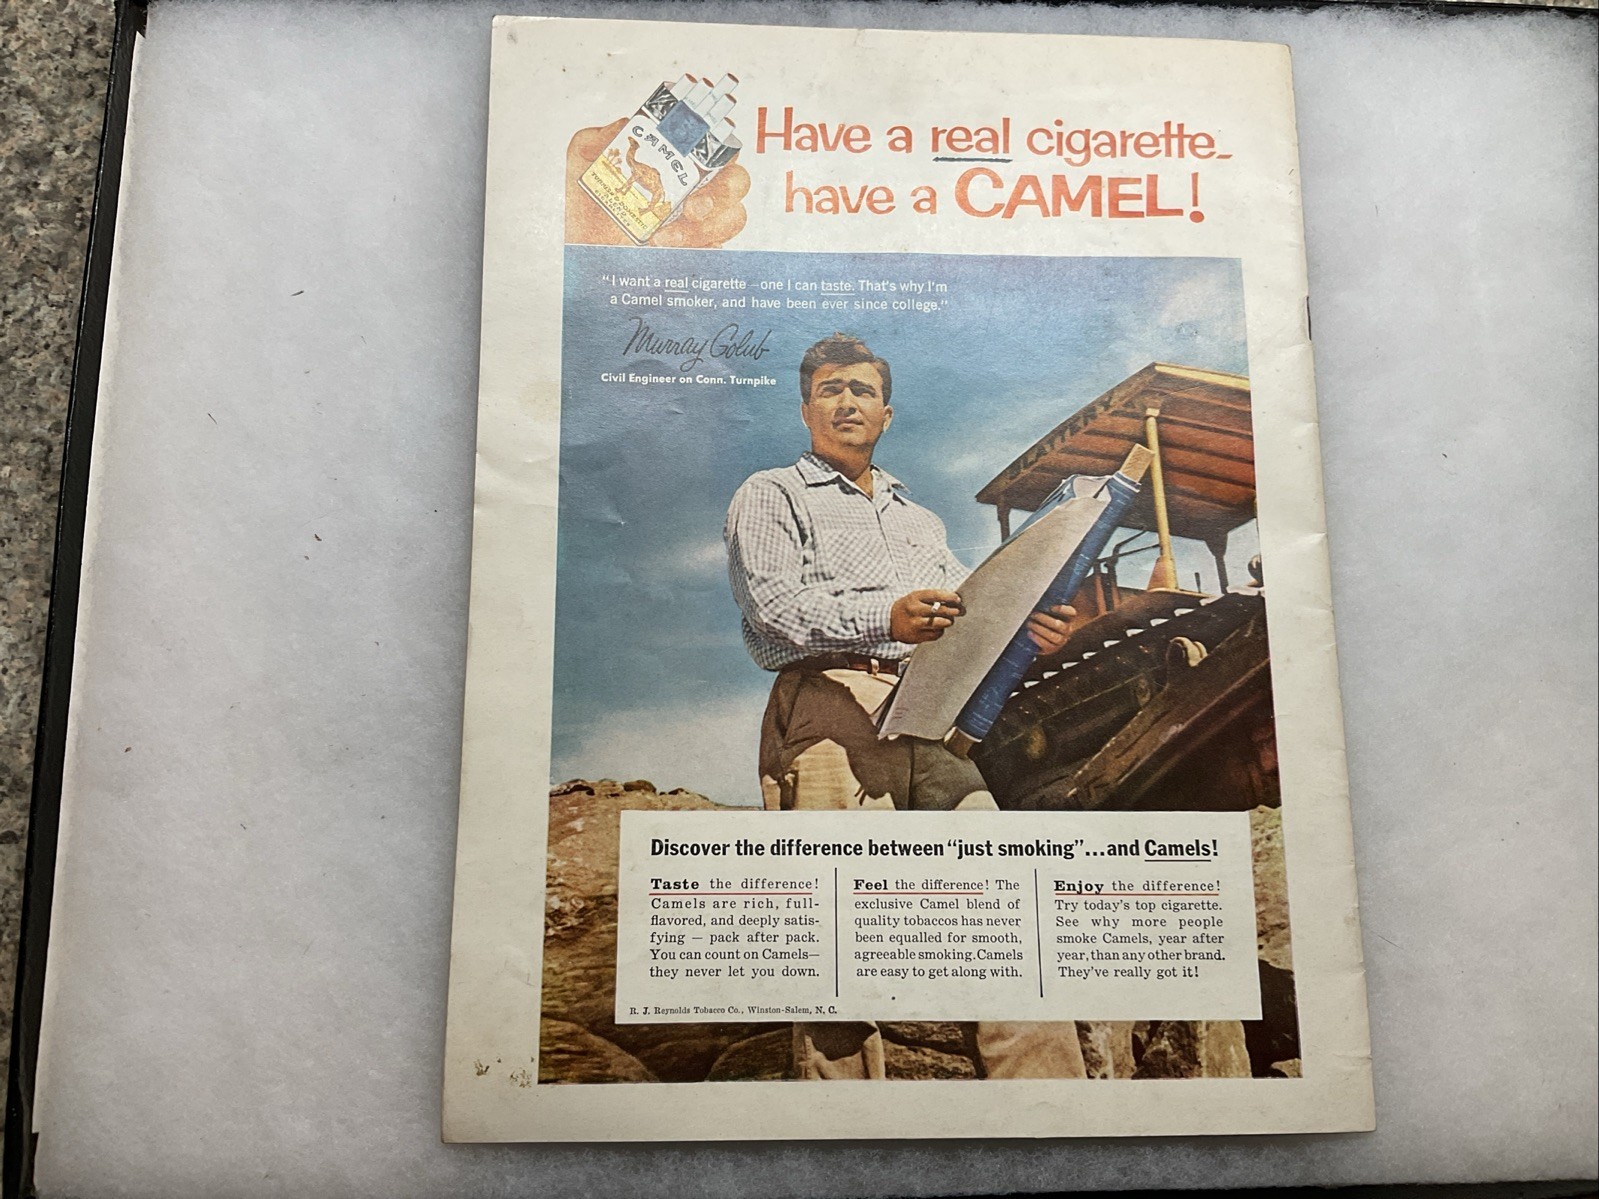 CAMEL
TURKISH & DOMESTIC
BLEND
CIGARETTES
Have a real cigarette–
have a CAMEL!
"I want a real cigarette –one I can taste. That's why I'm
a Camel smoker, and have been ever since college."
Murray Golub
Civil Engineer on Conn. Turnpike
SLATTERY
Discover the difference between "just smoking"...and Camels!
Taste the difference!
Camels are rich, full-
flavored, and deeply satis-
fying — pack after pack.
You can count on Camels—
they never let you down.
Feel the difference! The
exclusive Camel blend of
quality tobaccos has never
been equalled for smooth,
agreeable smoking. Camels
are easy to get along with.
Enjoy the difference!
Try today's top cigarette.
See why more people
smoke Camels, year after
year, than any other brand.
They've really got it!
R. J. Reynolds Tobacco Co., Winston-Salem, N. C.